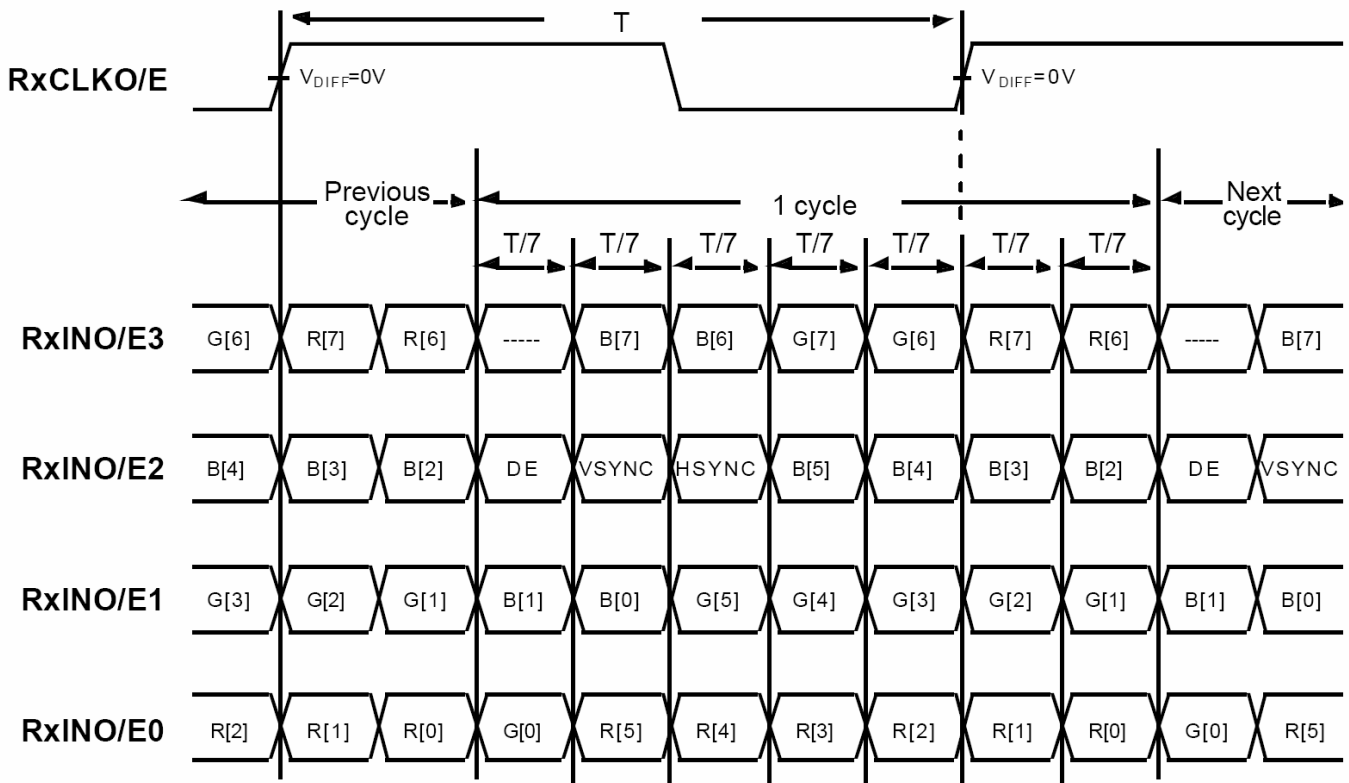 T
RxCLKO/E
VDIFF=0V VDIFF=0V
Previous cycle 1 cycle Next cycle
T/7 T/7 T/7 T/7 T/7 T/7 T/7
RxINO/E3 G[6] R[7] R[6] ----- B[7] B[6] G[7] G[6] R[7] R[6] ----- B[7]
RxINO/E2 B[4] B[3] B[2] DE VSYNC HSYNC B[5] B[4] B[3] B[2] DE VSYNC
RxINO/E1 G[3] G[2] G[1] B[1] B[0] G[5] G[4] G[3] G[2] G[1] B[1] B[0]
RxINO/E0 R[2] R[1] R[0] G[0] R[5] R[4] R[3] R[2] R[1] R[0] G[0] R[5]